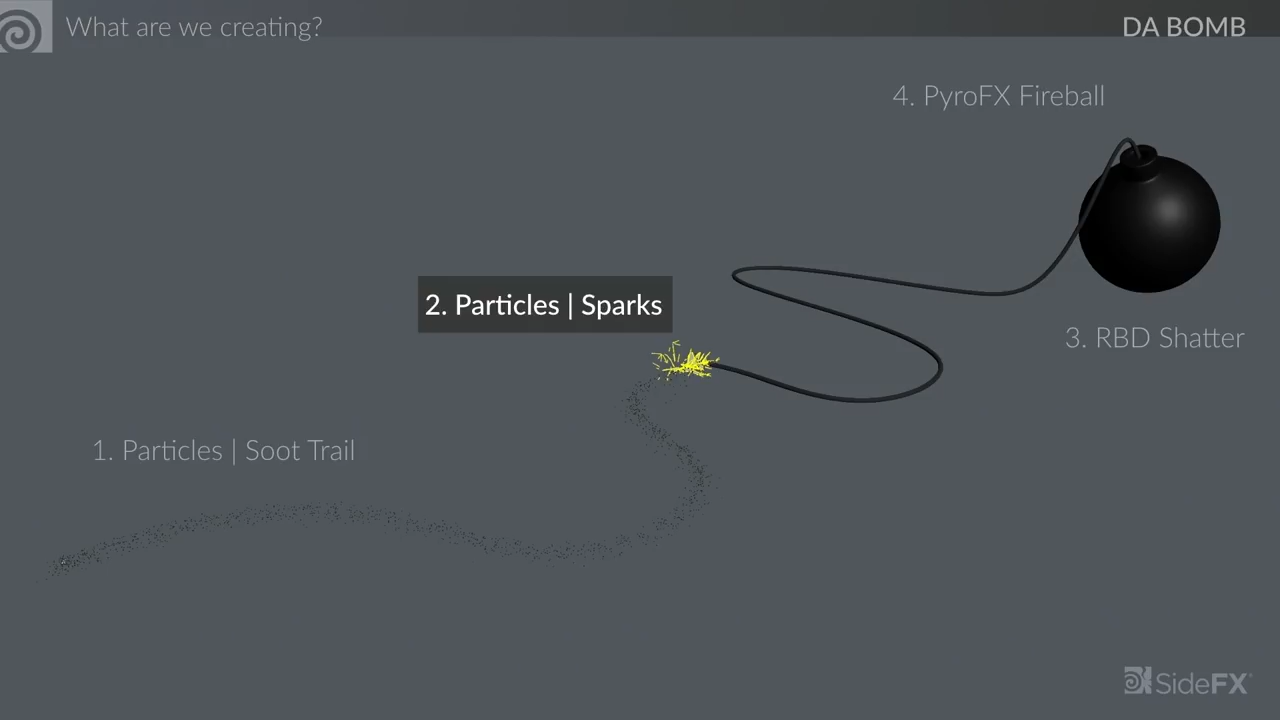 What are we creating?
DA BOMB
4. PyroFX Fireball
2. Particles | Sparks
3. RBD Shatter
1. Particles | Soot Trail
SideFX